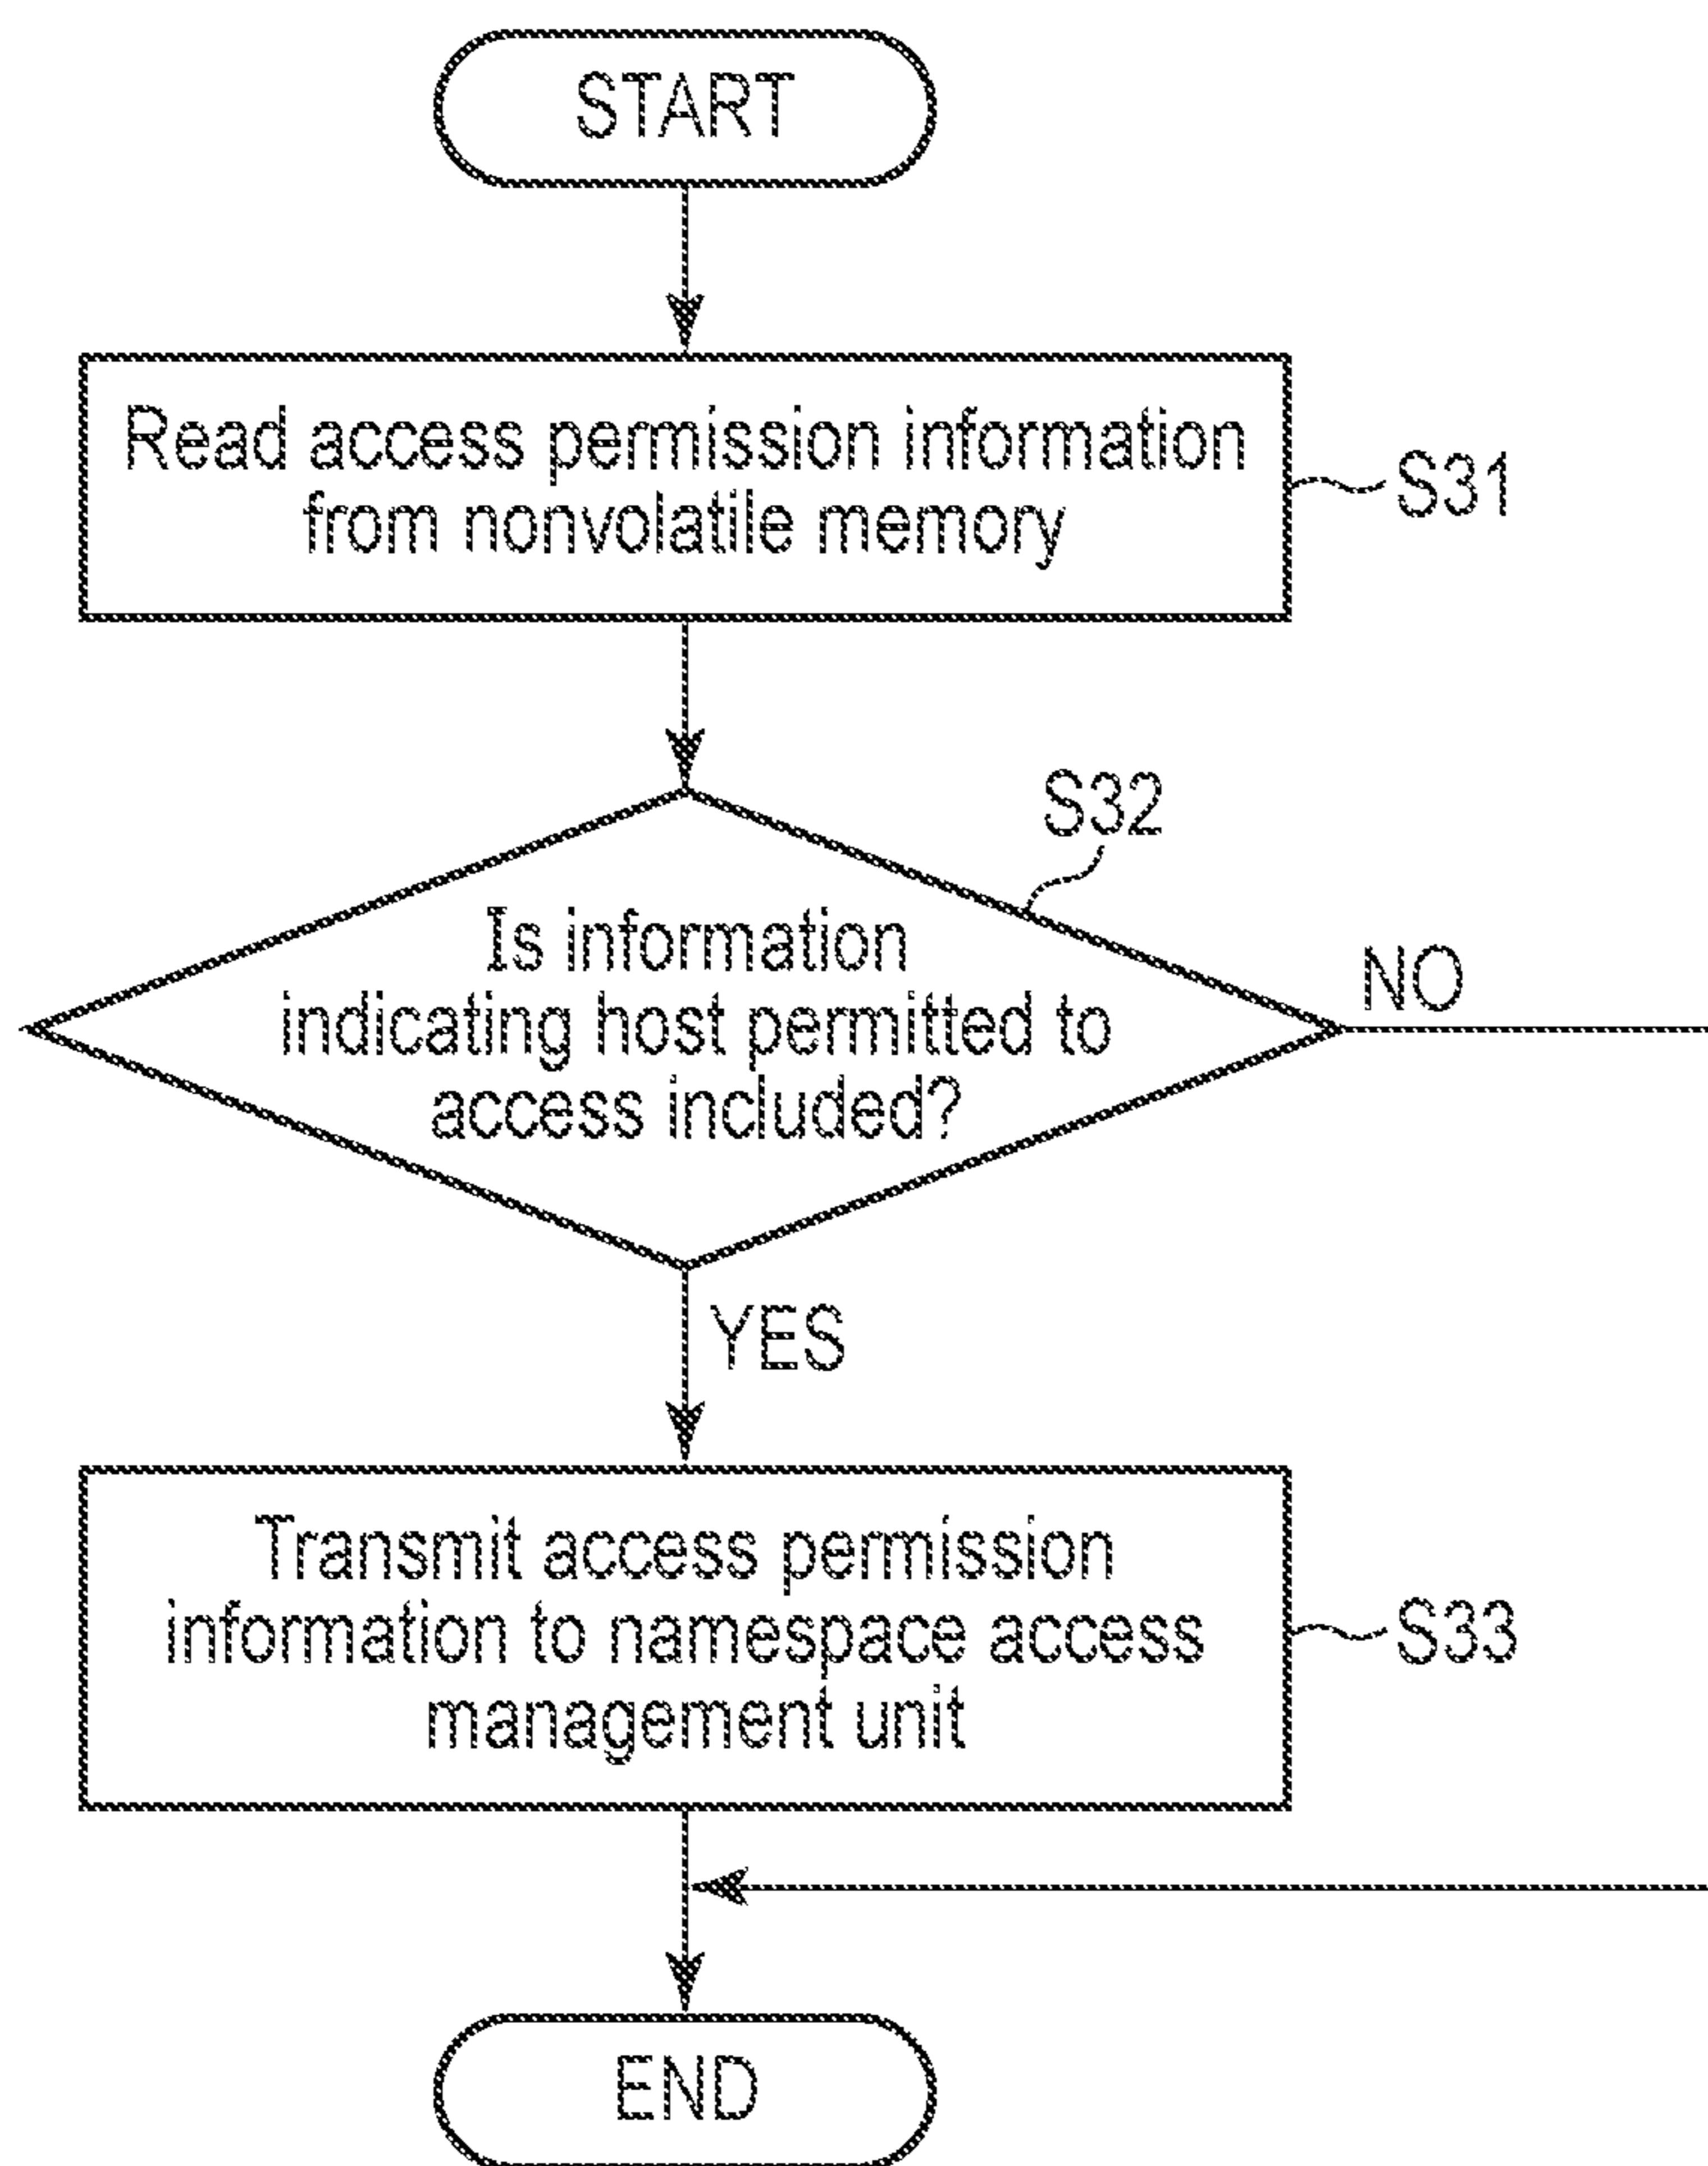 START
Read access permission information
from nonvolatile memory
S31
S32
Is information
indicating host permitted to
access included?
NO
YES
Transmit access permission
information to namespace access
management unit
S33
END